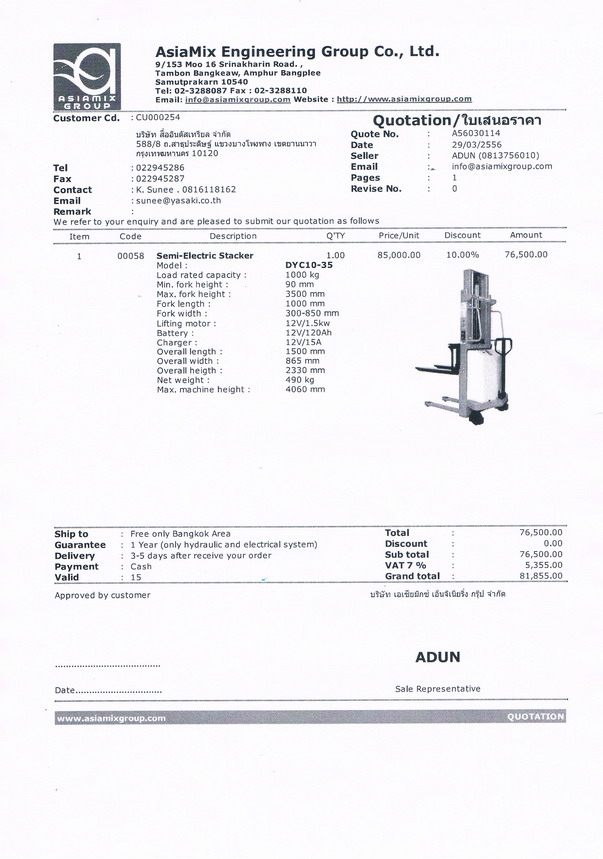 AsiaMix Engineering Group Co., Ltd.
9/153 Moo 16 Srinakharin Road. ,
Tambon Bangkeaw, Amphur Bangplee
Samutprakarn 10540
Tel: 02-3288087 Fax : 02-3288110
Email: info@asiamixgroup.com Website : http://www.asiamixgroup.com
ASIAMIX
GROUP
Customer Cd. : CU000254
Quotation/ใบเสนอราคา
บริษัท ลื่ออินดัสเทรียล จำกัด
588/8 ถ.สาธุประดิษฐ์ แขวงบางโพงพาง เขตยานนาวา
กรุงเทพมหานคร 10120
Quote No. : A56030114
Date : 29/03/2556
Seller : ADUN (0813756010)
Email : info@asiamixgroup.com
Pages : 1
Revise No. : 0
Tel : 022945286
Fax : 022945287
Contact : K. Sunee . 0816118162
Email : sunee@yasaki.co.th
Remark :
We refer to your enquiry and are pleased to submit our quotation as follows
Item Code Description Q'TY Price/Unit Discount Amount
1 00058 Semi-Electric Stacker 1.00 85,000.00 10.00% 76,500.00
Model : DYC10-35
Load rated capacity : 1000 kg
Min. fork height : 90 mm
Max. fork height : 3500 mm
Fork length : 1000 mm
Fork width : 300-850 mm
Lifting motor : 12V/1.5kw
Battery : 12V/120Ah
Charger : 12V/15A
Overall length : 1500 mm
Overall width : 865 mm
Overall heigth : 2330 mm
Net weight : 490 kg
Max. machine height : 4060 mm
Ship to : Free only Bangkok Area
Guarantee : 1 Year (only hydraulic and electrical system)
Delivery : 3-5 days after receive your order
Payment : Cash
Valid : 15
Total : 76,500.00
Discount : 0.00
Sub total : 76,500.00
VAT 7 % : 5,355.00
Grand total : 81,855.00
Approved by customer
บริษัท เอเชียมิกซ์ เอ็นจิเนียริ่ง กรุ๊ป จำกัด
ADUN
Date..............................
Sale Representative
www.asiamixgroup.com QUOTATION